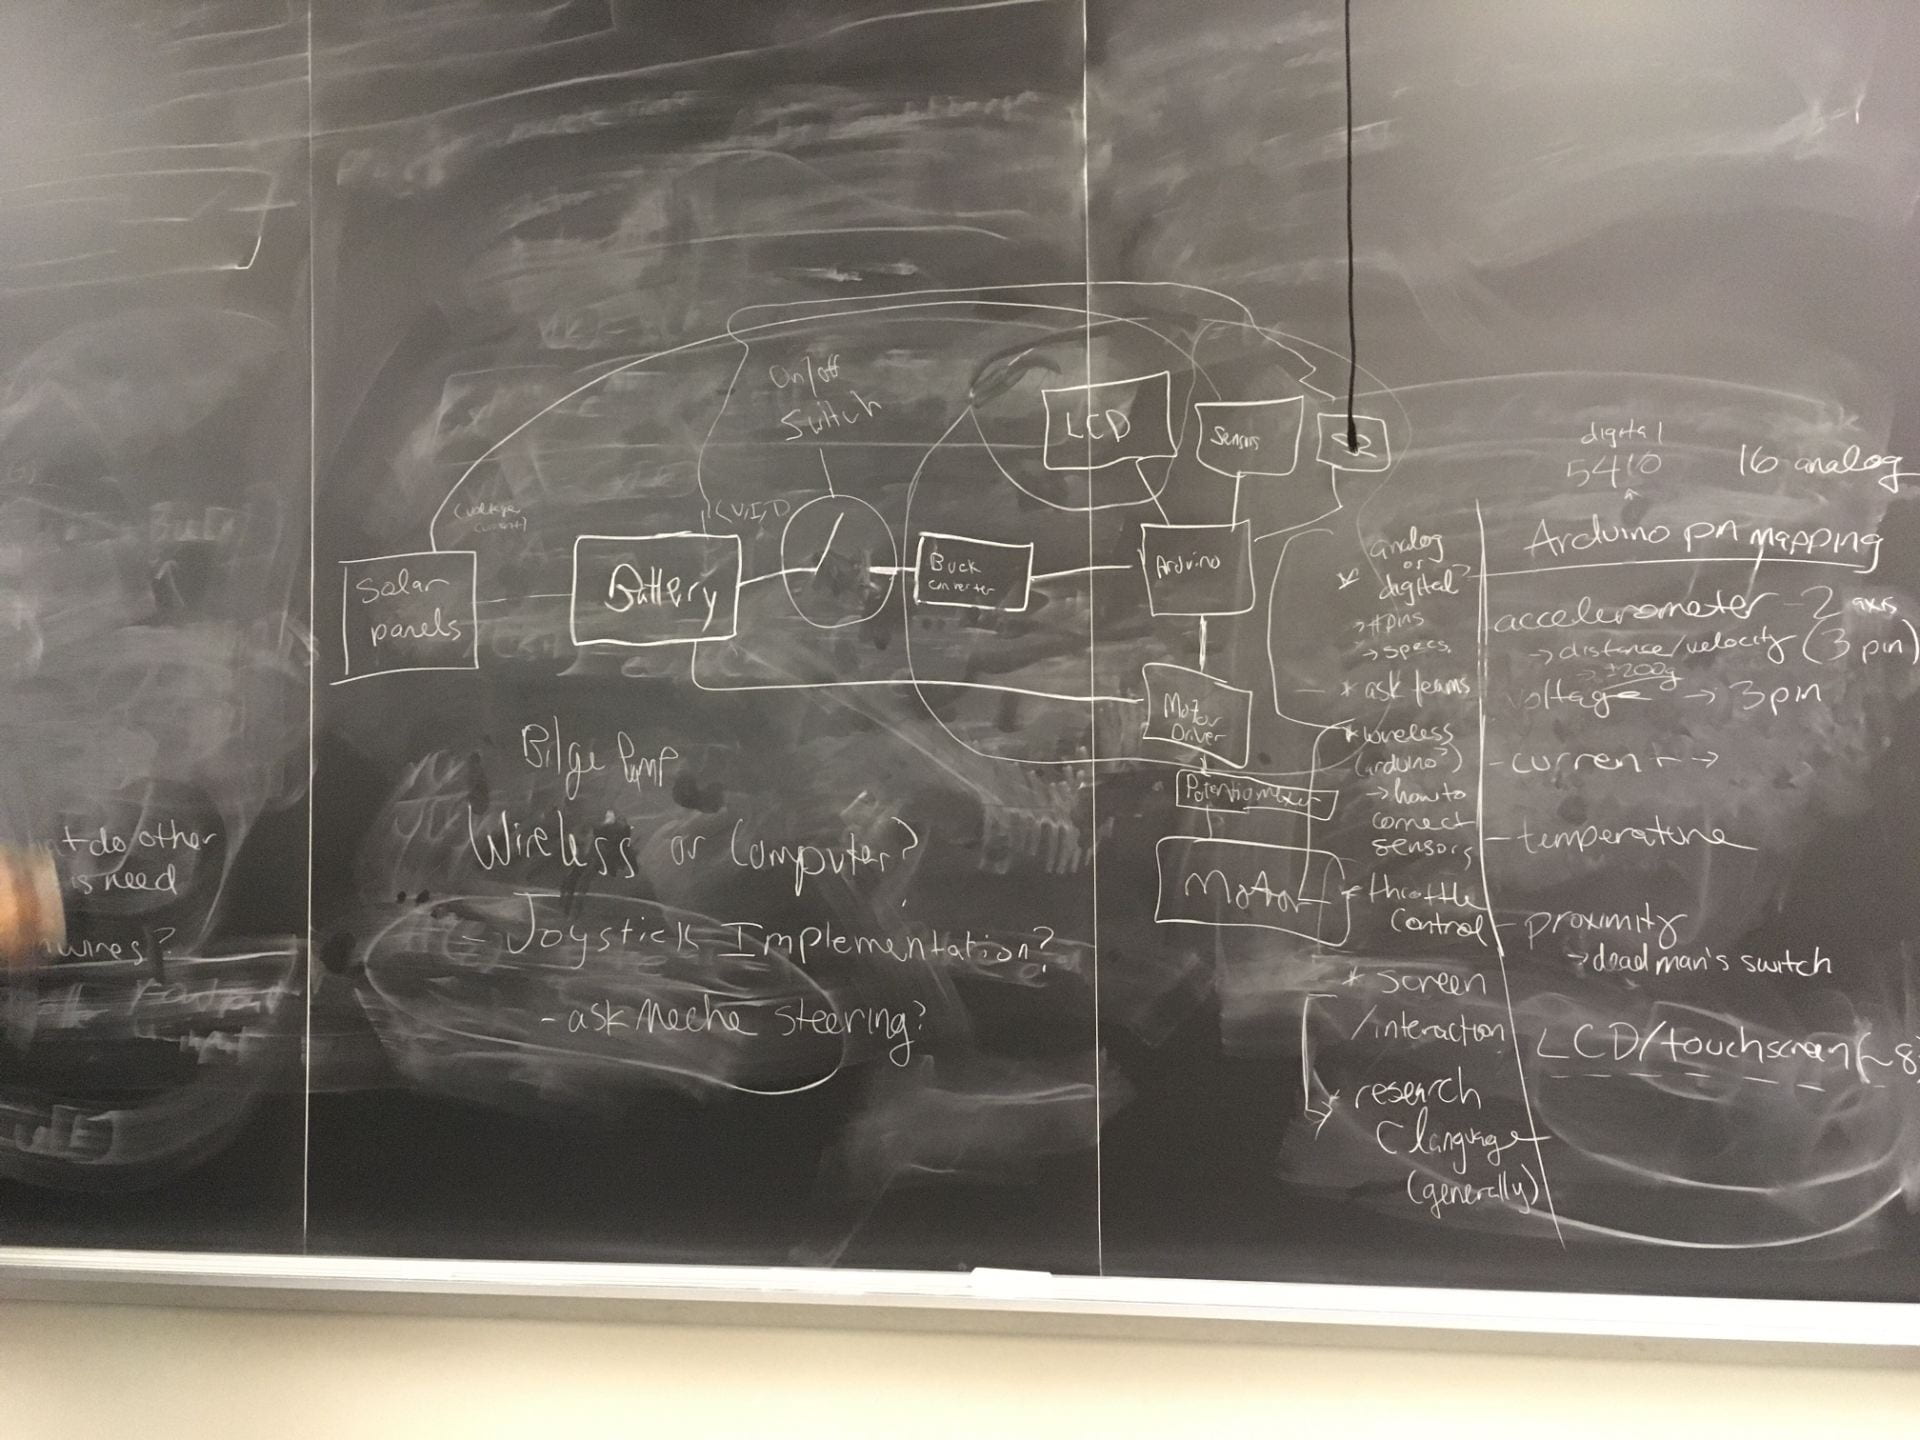 On/off
Switch
LCD
Sensors
(voltage
current)
(V,I,
Solar
panels
Battery
Buck
converter
Arduino
Motor
Driver
Potentiometer
Motor
Bilge Pump
Wireless or Computer?
- Joystick Implementation?
- ask Meche steering?
t do other
is need
wires?
analog
or
digital?
→ # pins
→ specs.
* ask teams
* wireless
(arduino?)
→ how to
connect
sensors
* throttle
control
* screen
/interaction
* research
C language
(generally)
digital
5410
16 analog
Arduino pin mapping
accelerometer - 2 axis
→ distance/velocity (3 pin)
→ ±200g
voltage → 3 pin
- current →
- temperature
- proximity
→ dead man's switch
LCD/touchscreen (~8)